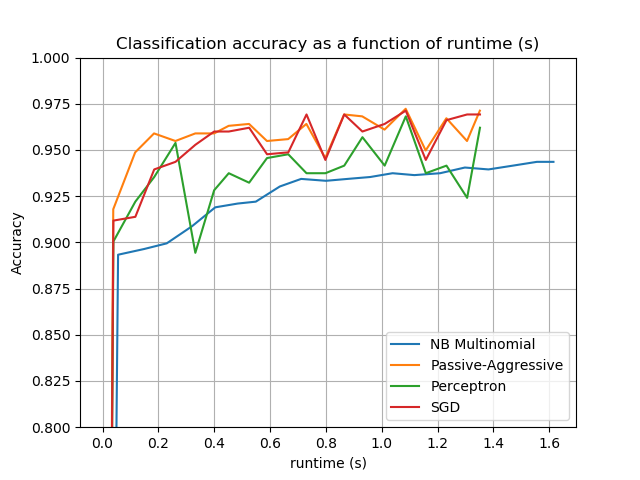 Classification accuracy as a function of runtime (s)
1.000
0.975
0.950
0.925
0.900
0.875
0.850
0.825
0.800
Accuracy
NB Multinomial
Passive-Aggressive
Perceptron
SGD
0.0 0.2 0.4 0.6 0.8 1.0 1.2 1.4 1.6
runtime (s)